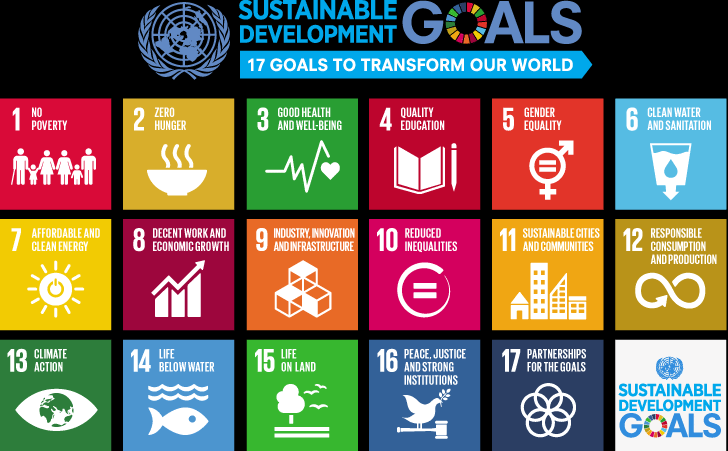 SUSTAINABLE
DEVELOPMENT
GOALS
17 GOALS TO TRANSFORM OUR WORLD
1 NO
POVERTY
2 ZERO
HUNGER
3 GOOD HEALTH
AND WELL-BEING
4 QUALITY
EDUCATION
5 GENDER
EQUALITY
6 CLEAN WATER
AND SANITATION
7 AFFORDABLE AND
CLEAN ENERGY
8 DECENT WORK AND
ECONOMIC GROWTH
9 INDUSTRY, INNOVATION
AND INFRASTRUCTURE
10 REDUCED
INEQUALITIES
11 SUSTAINABLE CITIES
AND COMMUNITIES
12 RESPONSIBLE
CONSUMPTION
AND PRODUCTION
13 CLIMATE
ACTION
14 LIFE
BELOW WATER
15 LIFE
ON LAND
16 PEACE, JUSTICE
AND STRONG
INSTITUTIONS
17 PARTNERSHIPS
FOR THE GOALS
SUSTAINABLE
DEVELOPMENT
GOALS